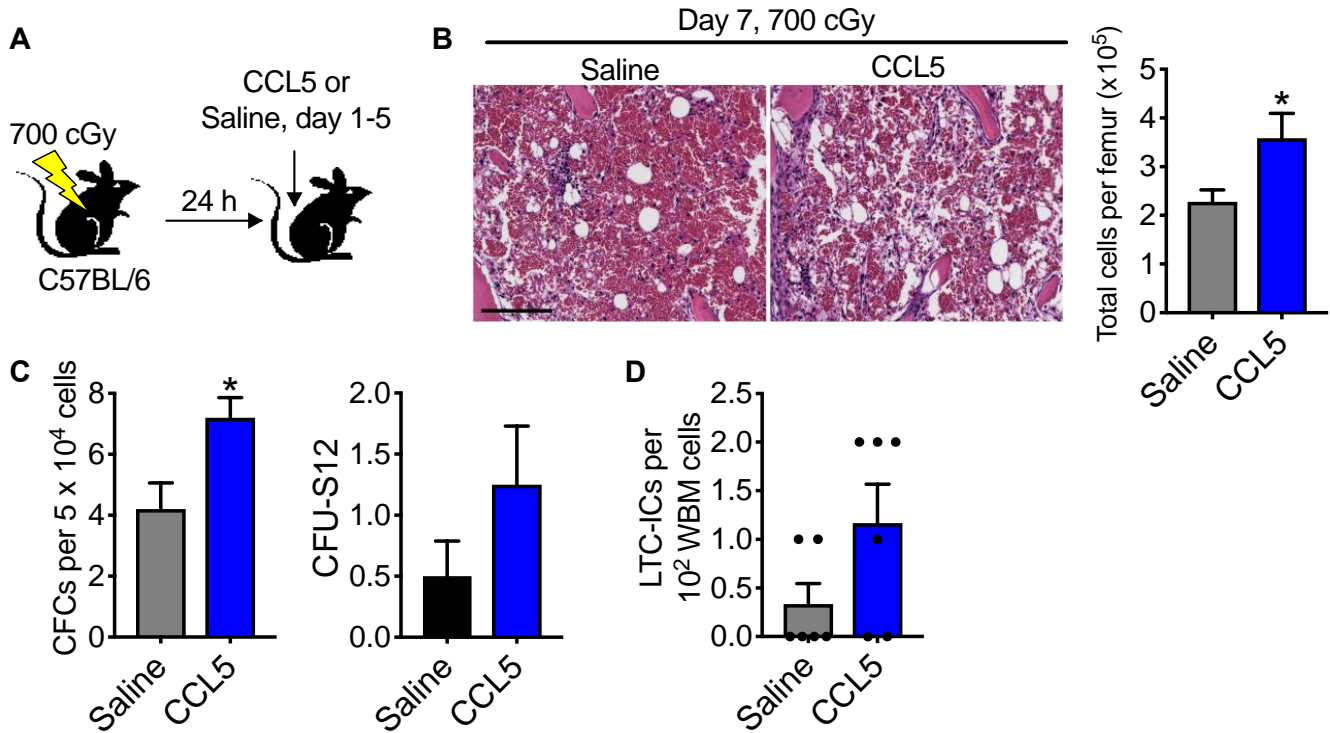 A
700 cGy
C57BL/6
24 h
CCL5 or
Saline, day 1-5
B
Day 7, 700 cGy
Saline
CCL5
Total cells per femur (x10⁵)
5
4
3
2
1
0
*
Saline
CCL5
C
CFCs per 5 x 10⁴ cells
8
6
4
2
0
*
Saline
CCL5
CFU-S12
2.0
1.5
1.0
0.5
0.0
Saline
CCL5
D
LTC-ICs per
10² WBM cells
2.5
2.0
1.5
1.0
0.5
0.0
Saline
CCL5